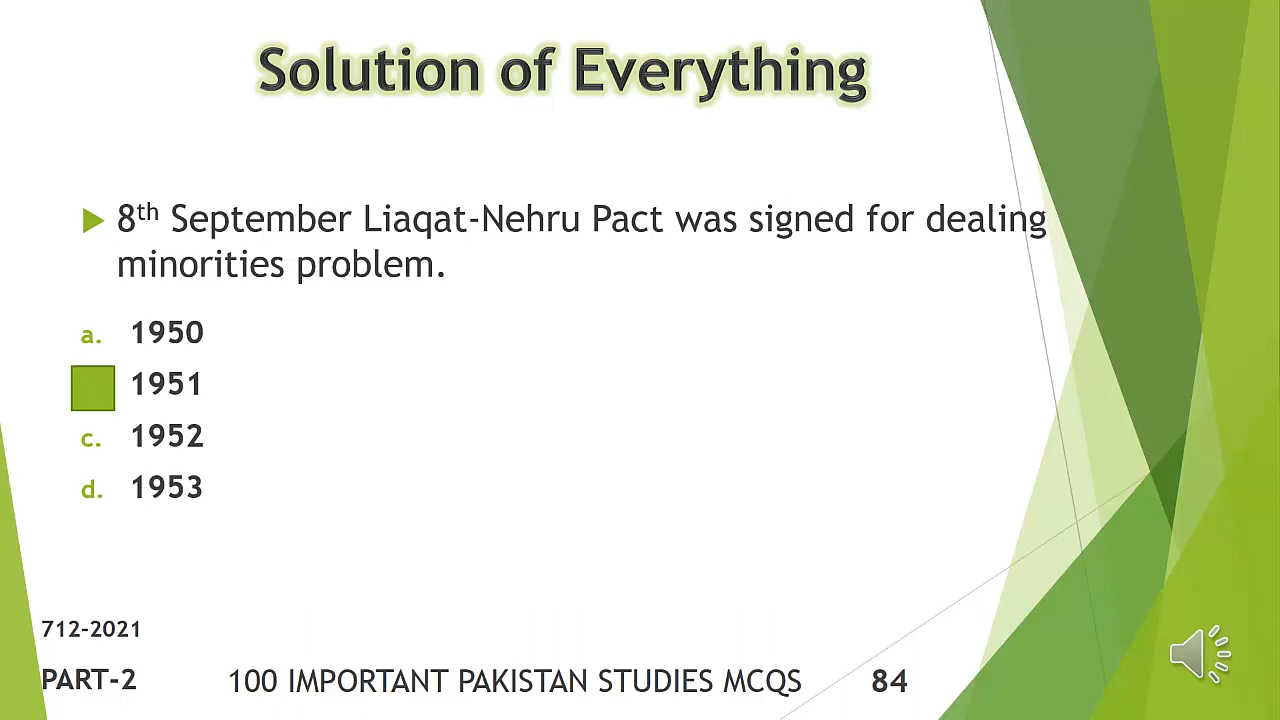 Solution of Everything
8th September Liaqat-Nehru Pact was signed for dealing
minorities problem.
a. 1950
1951
c. 1952
d. 1953
712-2021
PART-2 100 IMPORTANT PAKISTAN STUDIES MCQS 84